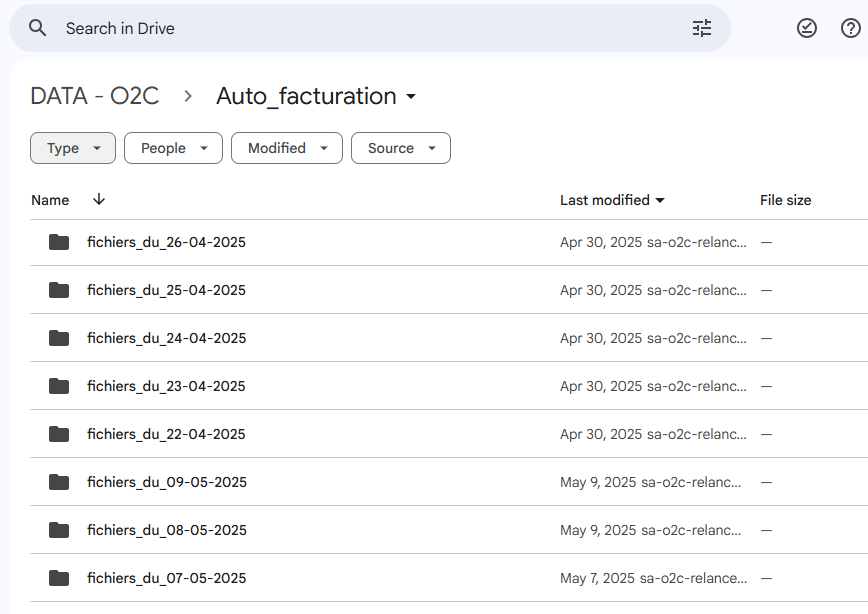 Search in Drive
DATA - O2C > Auto_facturation
Type People Modified Source
Name Last modified File size
fichiers_du_26-04-2025 Apr 30, 2025 sa-o2c-relanc... —
fichiers_du_25-04-2025 Apr 30, 2025 sa-o2c-relanc... —
fichiers_du_24-04-2025 Apr 30, 2025 sa-o2c-relanc... —
fichiers_du_23-04-2025 Apr 30, 2025 sa-o2c-relanc... —
fichiers_du_22-04-2025 Apr 30, 2025 sa-o2c-relanc... —
fichiers_du_09-05-2025 May 9, 2025 sa-o2c-relanc... —
fichiers_du_08-05-2025 May 9, 2025 sa-o2c-relanc... —
fichiers_du_07-05-2025 May 7, 2025 sa-o2c-relance... —